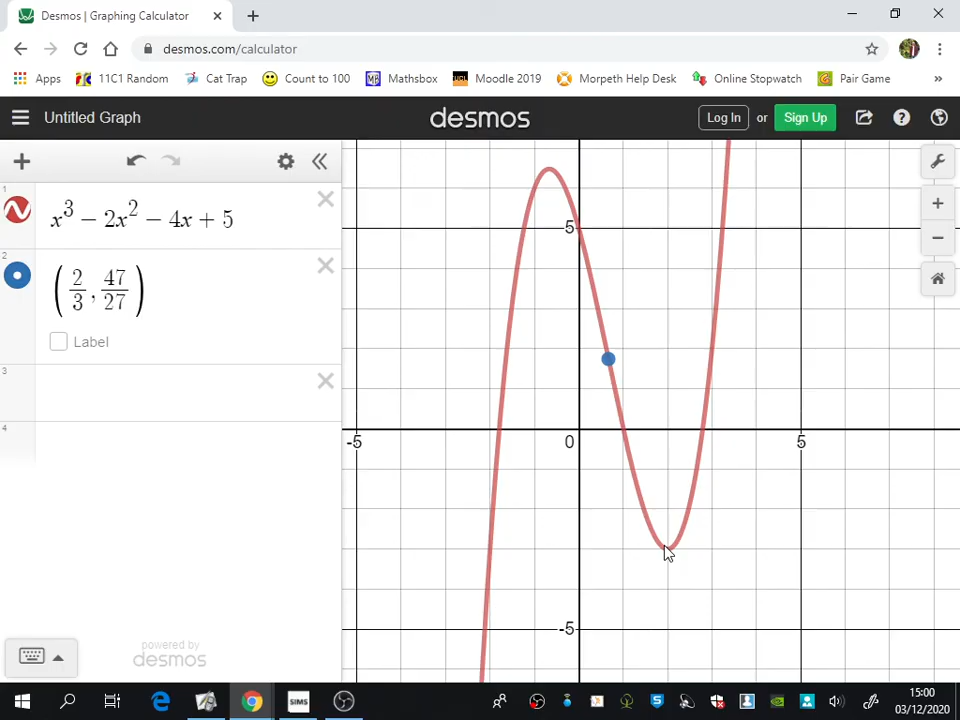 Desmos | Graphing Calculator
desmos.com/calculator
Apps 11C1 Random Cat Trap Count to 100 Mathsbox Moodle 2019 Morpeth Help Desk Online Stopwatch Pair Game »
Untitled Graph desmos Log In or Sign Up
1
x³ − 2x² − 4x + 5
2
(2/3, 47/27)
Label
3
4
5
-5 0 5
-5
powered by
desmos
SIMS
15:00
03/12/2020